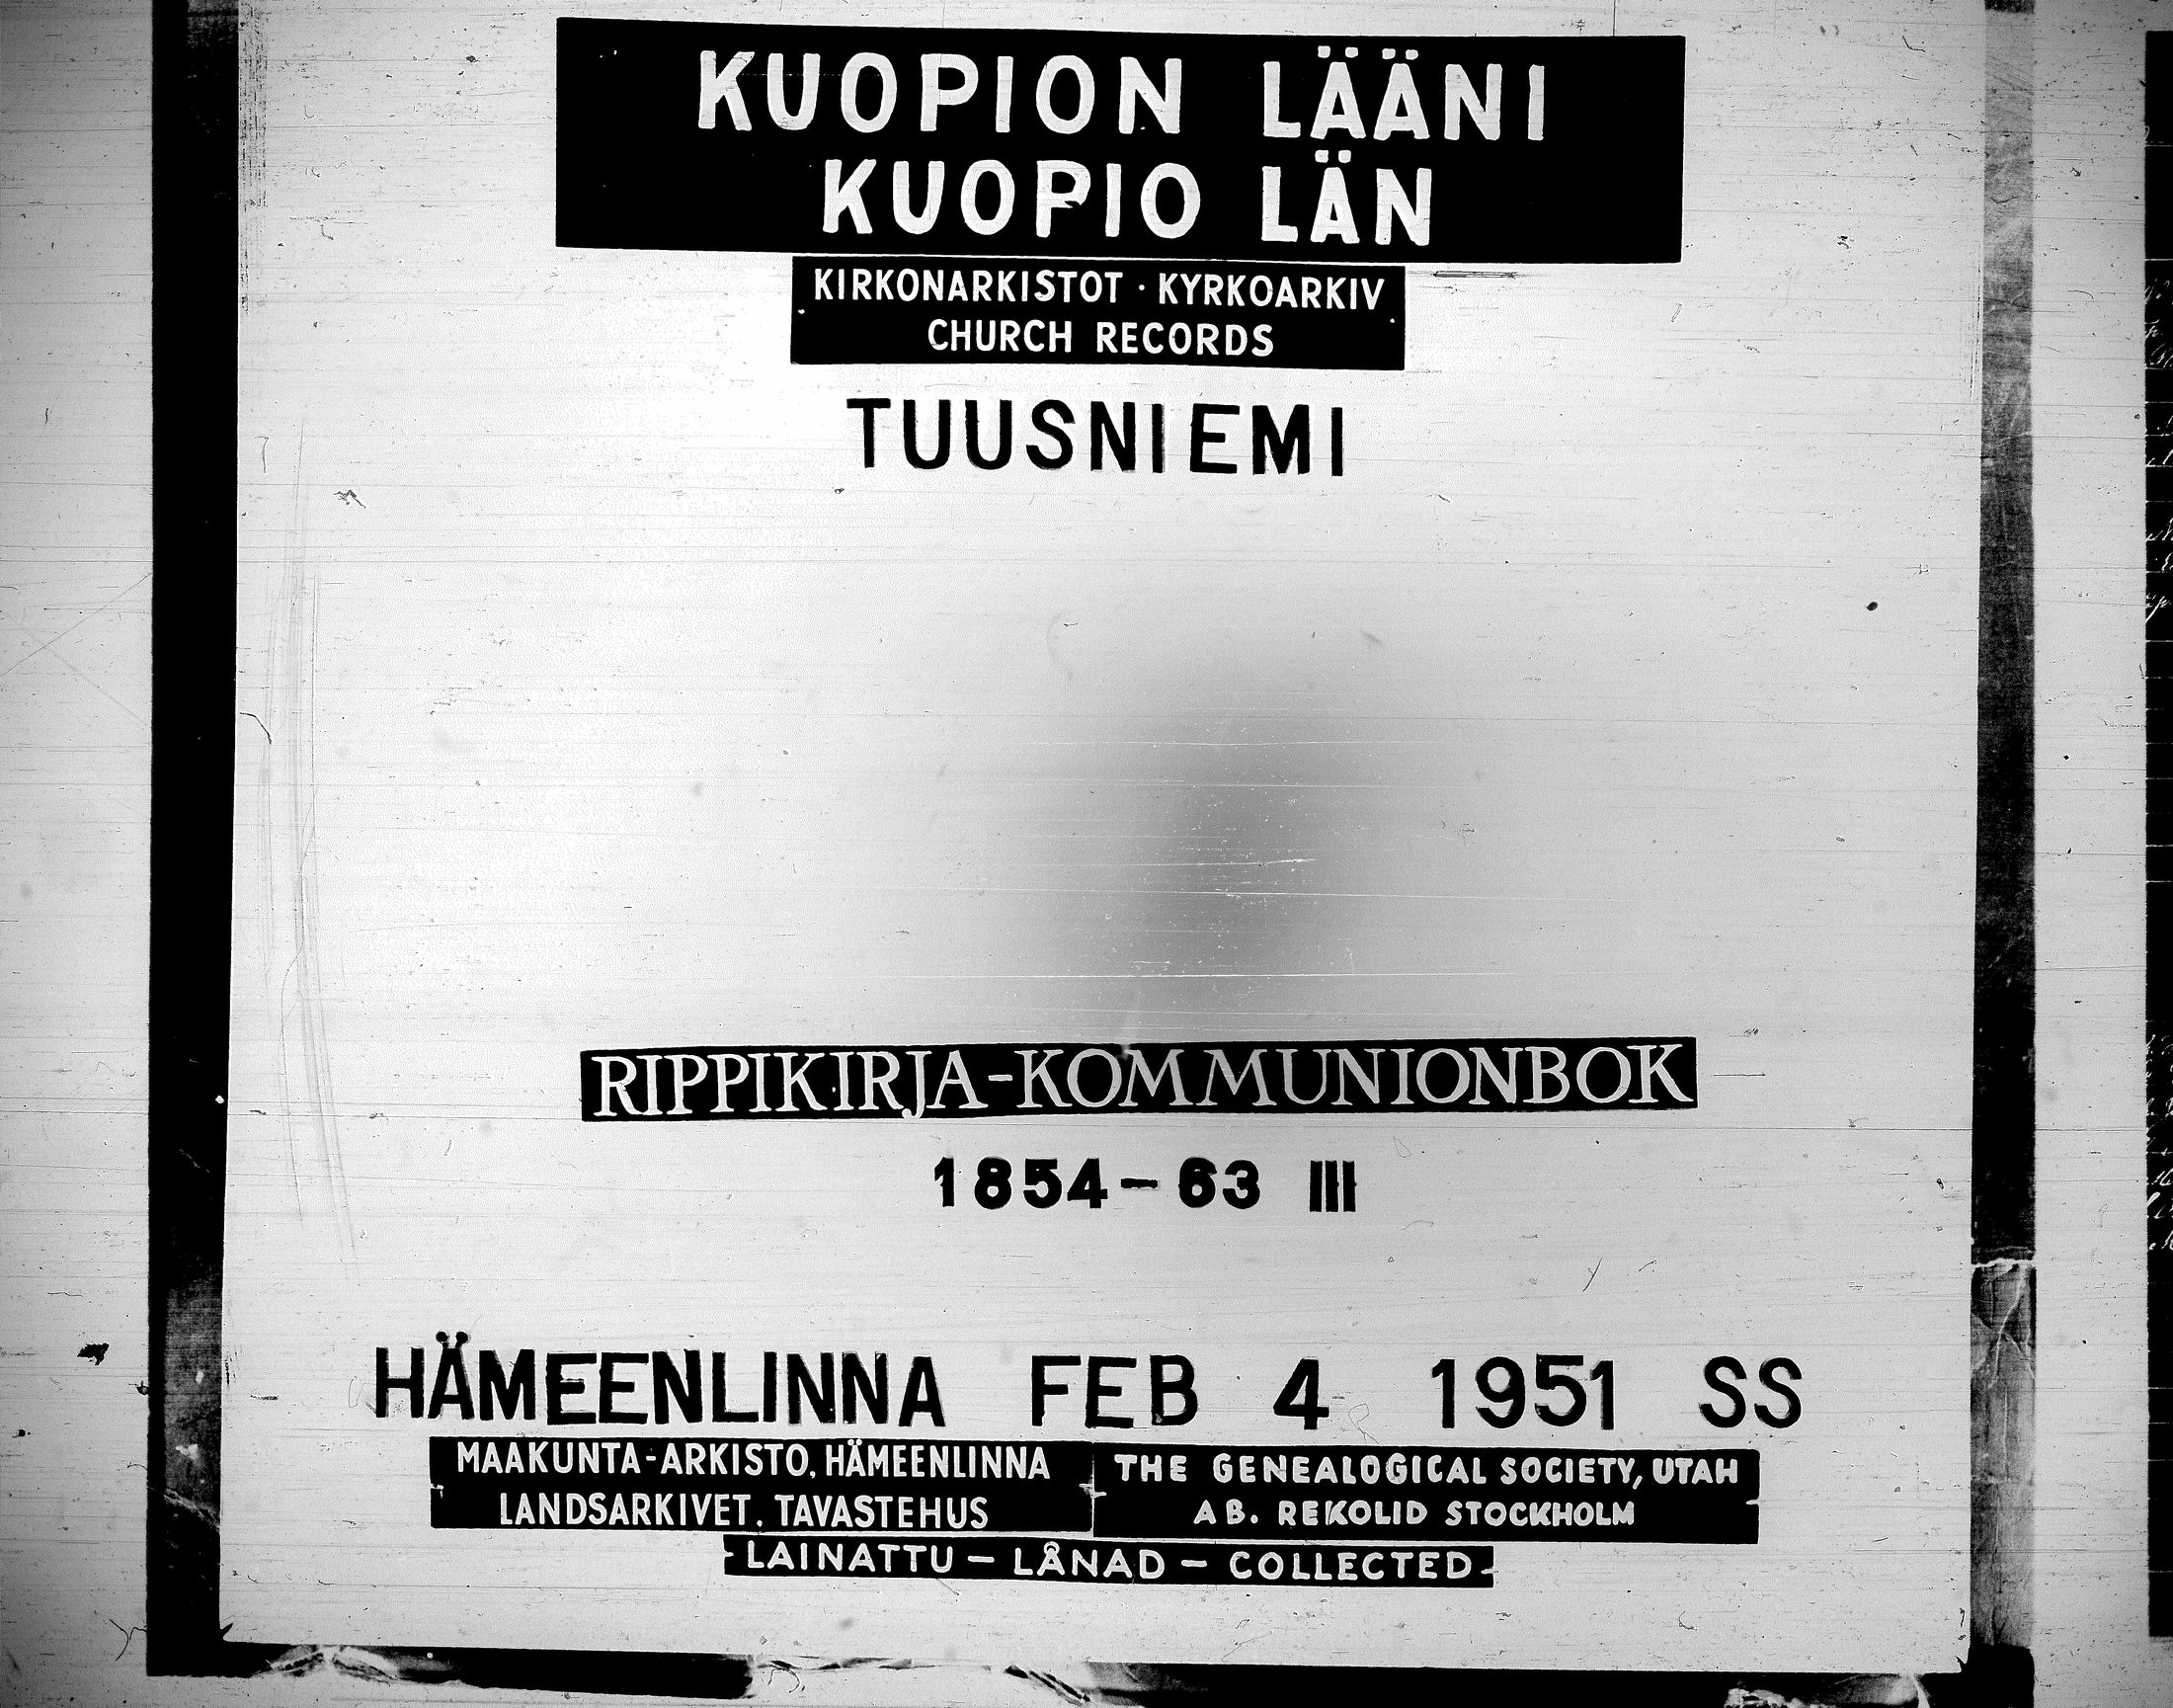 KUOPION LÄÄNI
KUOPIO LÄN
KIRKONARKISTOT · KYRKOARKIV
CHURCH RECORDS
TUUSNIEMI
RIPPIKIRJA-KOMMUNIONBOK
1854-63 III
HÄMEENLINNA FEB 4 1951 SS
MAAKUNTA-ARKISTO, HÄMEENLINNA
LANDSARKIVET, TAVASTEHUS
THE GENEALOGICAL SOCIETY, UTAH
AB. REKOLID STOCKHOLM
LAINATTU - LÅNAD - COLLECTED